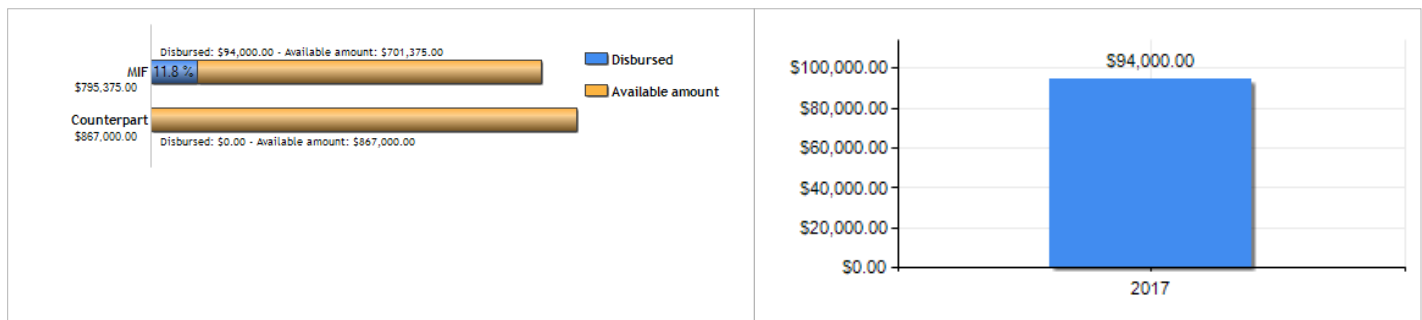 Disbursed: $94,000.00 - Available amount: $701,375.00
MIF
11.8 %
$795,375.00
Counterpart
$867,000.00
Disbursed: $0.00 - Available amount: $867,000.00
Disbursed
Available amount
$94,000.00
$100,000.00
$80,000.00
$60,000.00
$40,000.00
$20,000.00
$0.00
2017